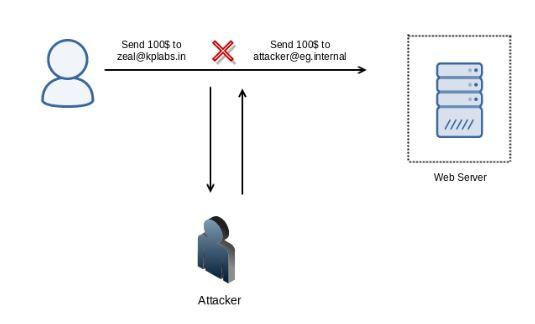 Send 100$ to
zeal@kplabs.in
Send 100$ to
attacker@eg.internal
Web Server
Attacker